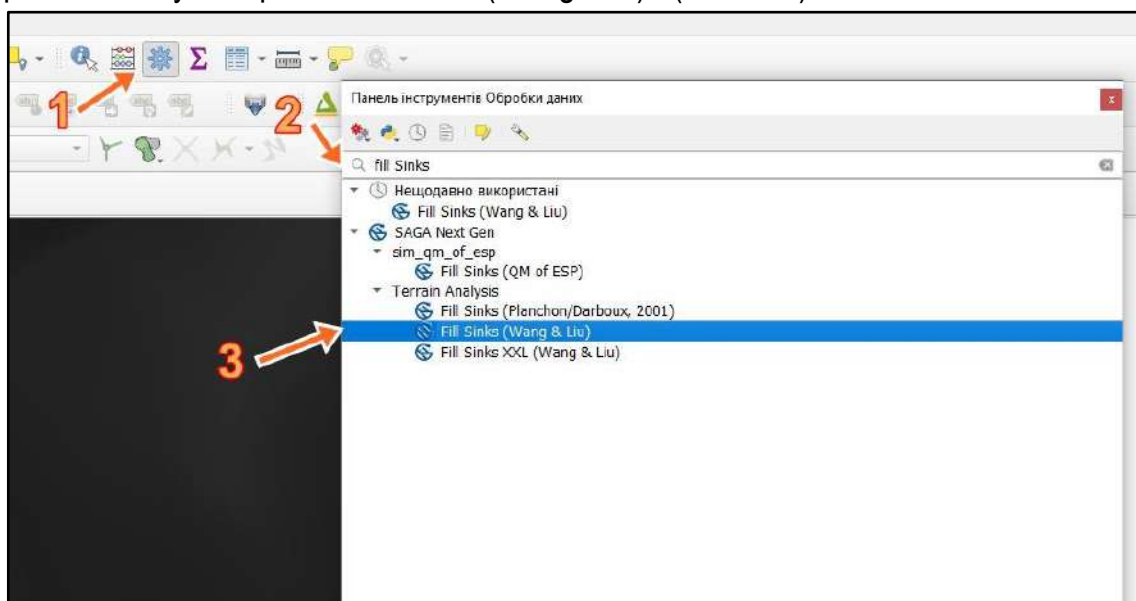 1
2
Панель інструментів Обробки даних
fill Sinks
Нещодавно використані
Fill Sinks (Wang & Liu)
SAGA Next Gen
sim_qm_of_esp
Fill Sinks (QM of ESP)
Terrain Analysis
Fill Sinks (Planchon/Darboux, 2001)
Fill Sinks (Wang & Liu)
3
Fill Sinks XXL (Wang & Liu)